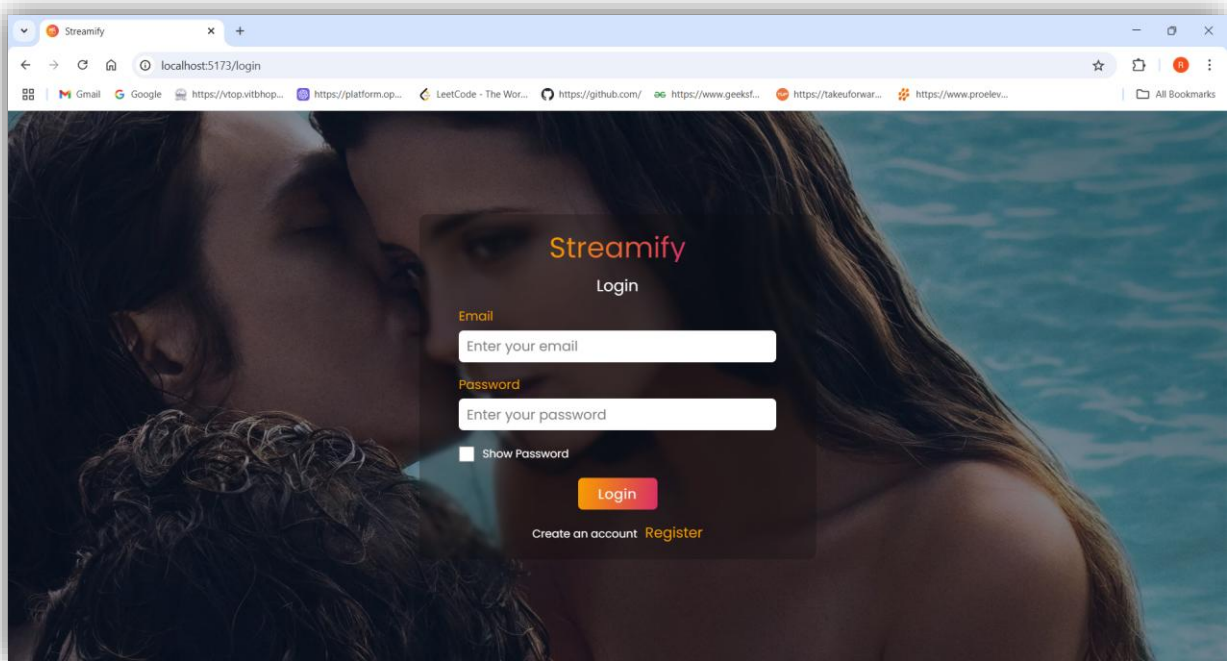 Streamify
localhost:5173/login
Gmail Google https://vtop.vitbhop... https://platform.op... LeetCode - The Wor... https://github.com/ https://www.geeksf... https://takeuforwar... https://www.proelev... All Bookmarks
Streamify
Login
Email
Enter your email
Password
Enter your password
Show Password
Login
Create an account Register